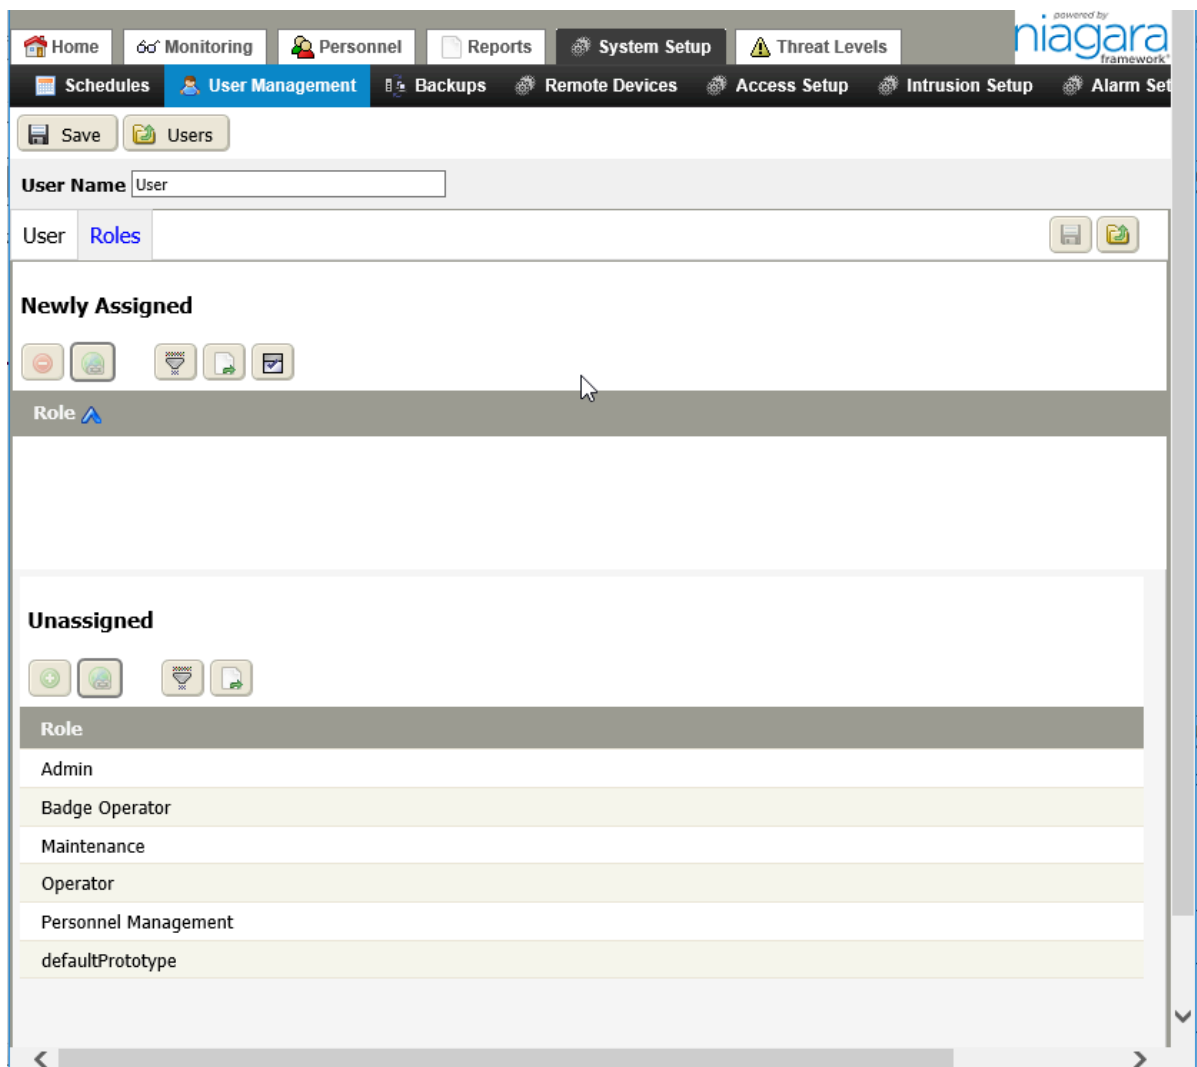 powered by
niagara
framework®
Home Monitoring Personnel Reports System Setup Threat Levels
Schedules User Management Backups Remote Devices Access Setup Intrusion Setup Alarm Set
Save Users
User Name User
User Roles
Newly Assigned
Role
Unassigned
Role
Admin
Badge Operator
Maintenance
Operator
Personnel Management
defaultPrototype